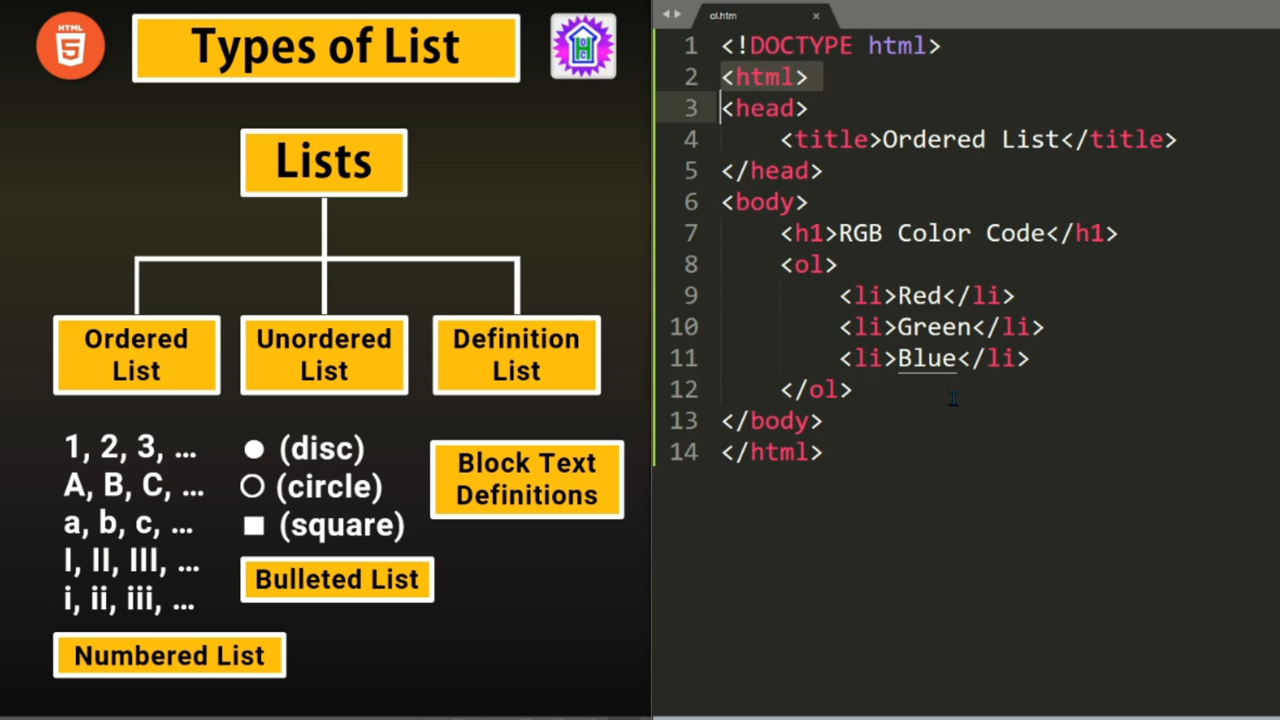 HTML
5
Types of List
Lists
Ordered
List
Unordered
List
Definition
List
1, 2, 3, ...
A, B, C, ...
a, b, c, ...
I, II, III, ...
i, ii, iii, ...
Numbered List
(disc)
(circle)
(square)
Bulleted List
Block Text
Definitions
ol.htm ×
1 <!DOCTYPE html>
2 <html>
3 <head>
4 <title>Ordered List</title>
5 </head>
6 <body>
7 <h1>RGB Color Code</h1>
8 <ol>
9 <li>Red</li>
10 <li>Green</li>
11 <li>Blue</li>
12 </ol>
13 </body>
14 </html>